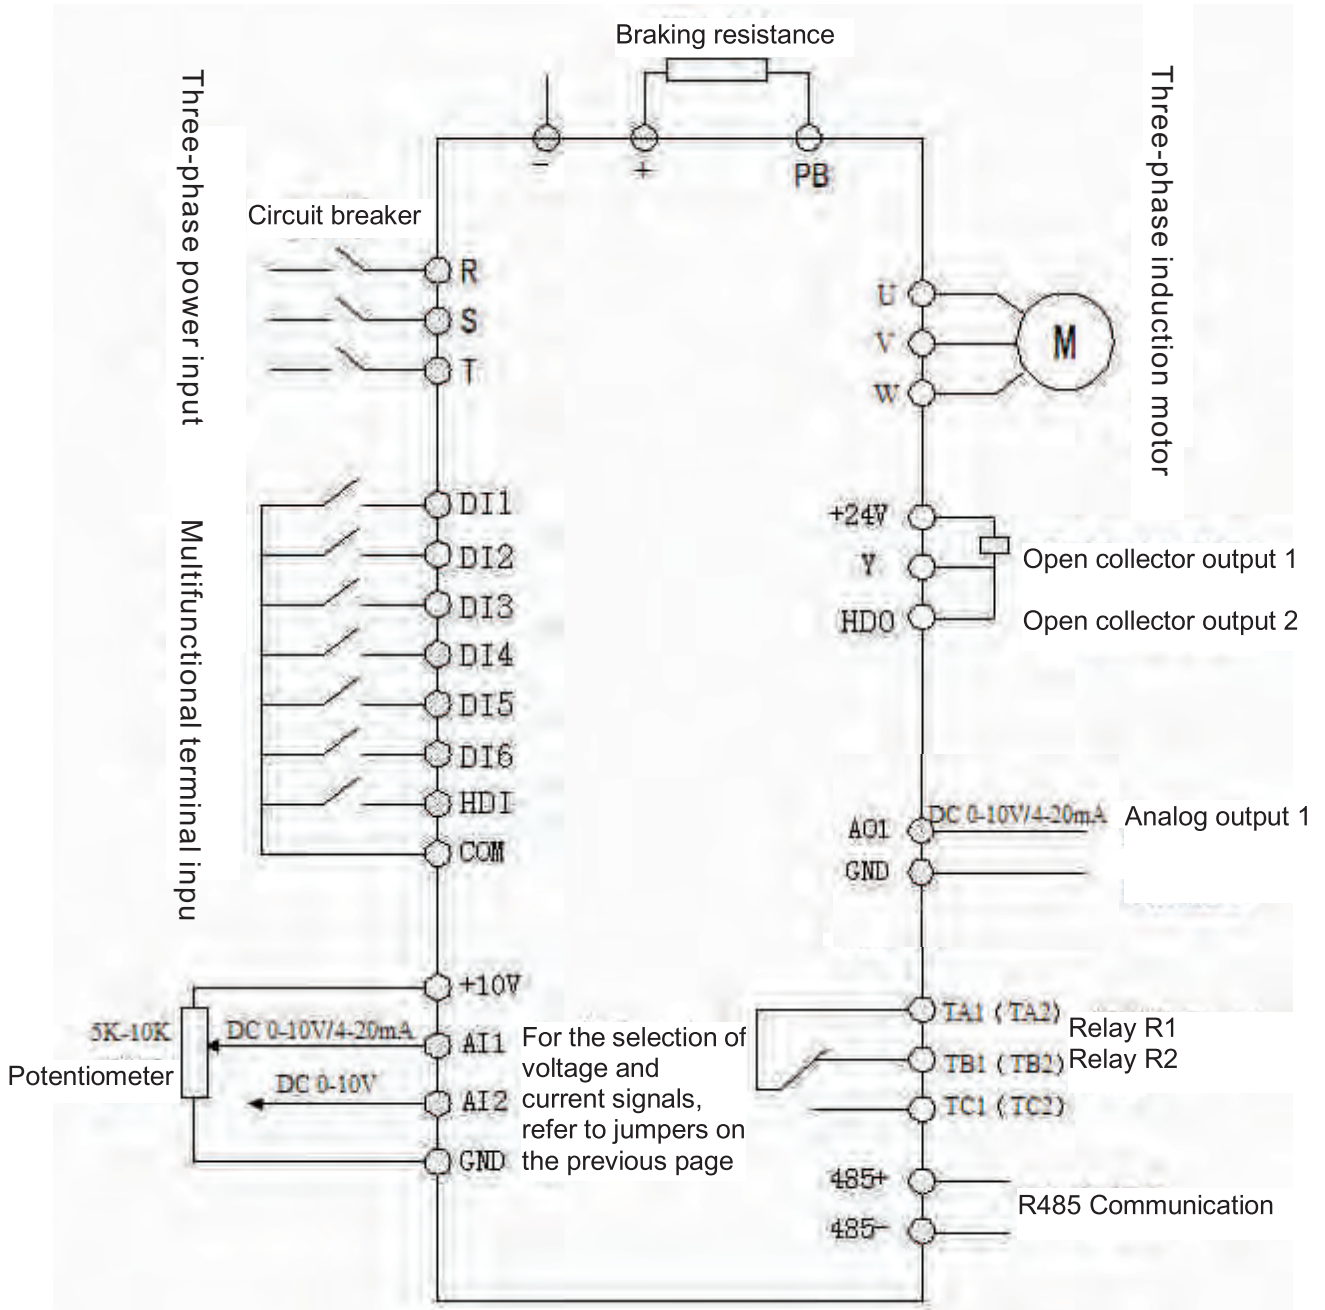 Braking resistance
−
+
PB
Three-phase power input
Circuit breaker
R
S
T
Three-phase induction motor
U
V
W
M
Multifunctional terminal inpu
DI1
DI2
DI3
DI4
DI5
DI6
HDI
COM
+24V
Y
HDO
Open collector output 1
Open collector output 2
AO1
GND
DC 0-10V/4-20mA
Analog output 1
+10V
5K-10K
Potentiometer
DC 0-10V/4-20mA
AI1
DC 0-10V
AI2
GND
For the selection of
voltage and
current signals,
refer to jumpers on
the previous page
TA1 (TA2)
TB1 (TB2)
TC1 (TC2)
Relay R1
Relay R2
485+
485−
R485 Communication